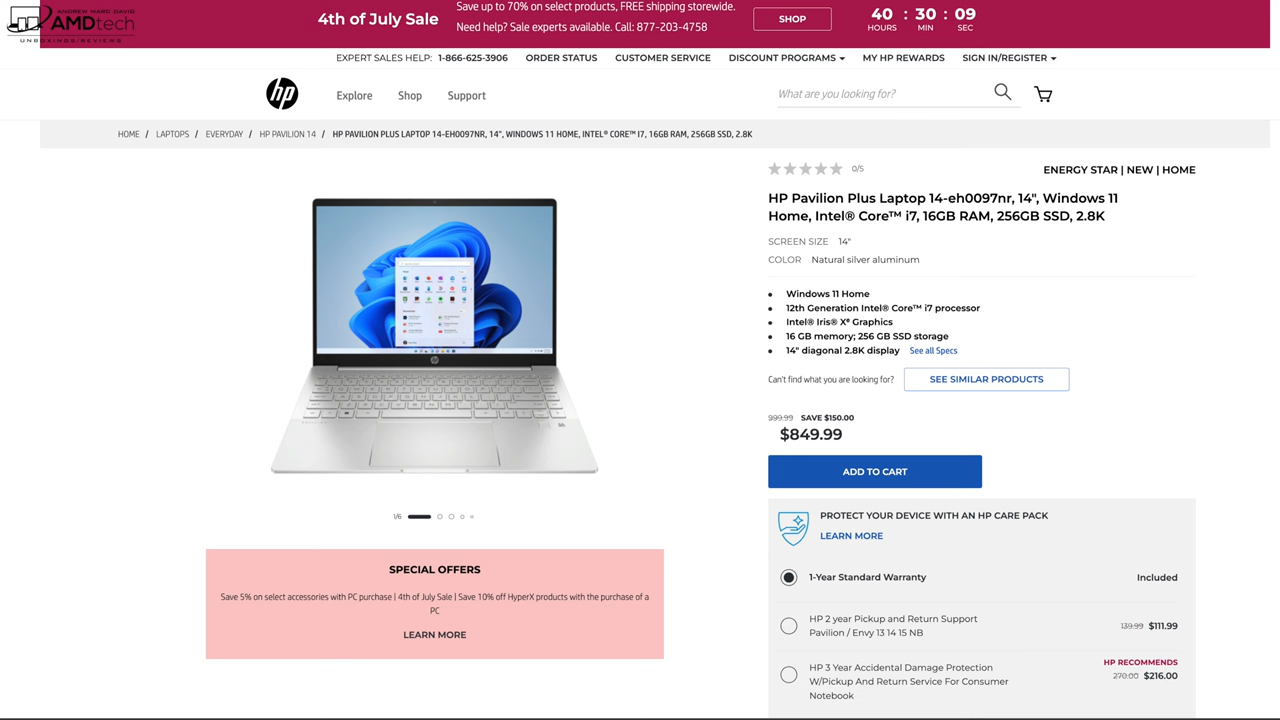 ANDREW MARC DAVID
AMDtech
UNBOXINGS/REVIEWS
4th of July Sale
Save up to 70% on select products, FREE shipping storewide.
Need help? Sale experts available. Call: 877-203-4758
SHOP
40 : 30 : 09
HOURS MIN SEC
EXPERT SALES HELP: 1-866-625-3906 ORDER STATUS CUSTOMER SERVICE DISCOUNT PROGRAMS MY HP REWARDS SIGN IN/REGISTER
hp Explore Shop Support What are you looking for?
HOME / LAPTOPS / EVERYDAY / HP PAVILION 14 / HP PAVILION PLUS LAPTOP 14-EH0097NR, 14", WINDOWS 11 HOME, INTEL® CORE™ I7, 16GB RAM, 256GB SSD, 2.8K
0/5 ENERGY STAR | NEW | HOME
HP Pavilion Plus Laptop 14-eh0097nr, 14", Windows 11
Home, Intel® Core™ i7, 16GB RAM, 256GB SSD, 2.8K
SCREEN SIZE 14"
COLOR Natural silver aluminum
Windows 11 Home
12th Generation Intel® Core™ i7 processor
Intel® Iris® Xᵉ Graphics
16 GB memory; 256 GB SSD storage
14" diagonal 2.8K display See all Specs
Can't find what you are looking for? SEE SIMILAR PRODUCTS
999.99 SAVE $150.00
$849.99
ADD TO CART
1/6
SPECIAL OFFERS
Save 5% on select accessories with PC purchase | 4th of July Sale | Save 10% off HyperX products with the purchase of a
PC
LEARN MORE
PROTECT YOUR DEVICE WITH AN HP CARE PACK
LEARN MORE
1-Year Standard Warranty Included
HP 2 year Pickup and Return Support
Pavilion / Envy 13 14 15 NB 139.99 $111.99
HP RECOMMENDS
HP 3 Year Accidental Damage Protection
W/Pickup And Return Service For Consumer 270.00 $216.00
Notebook